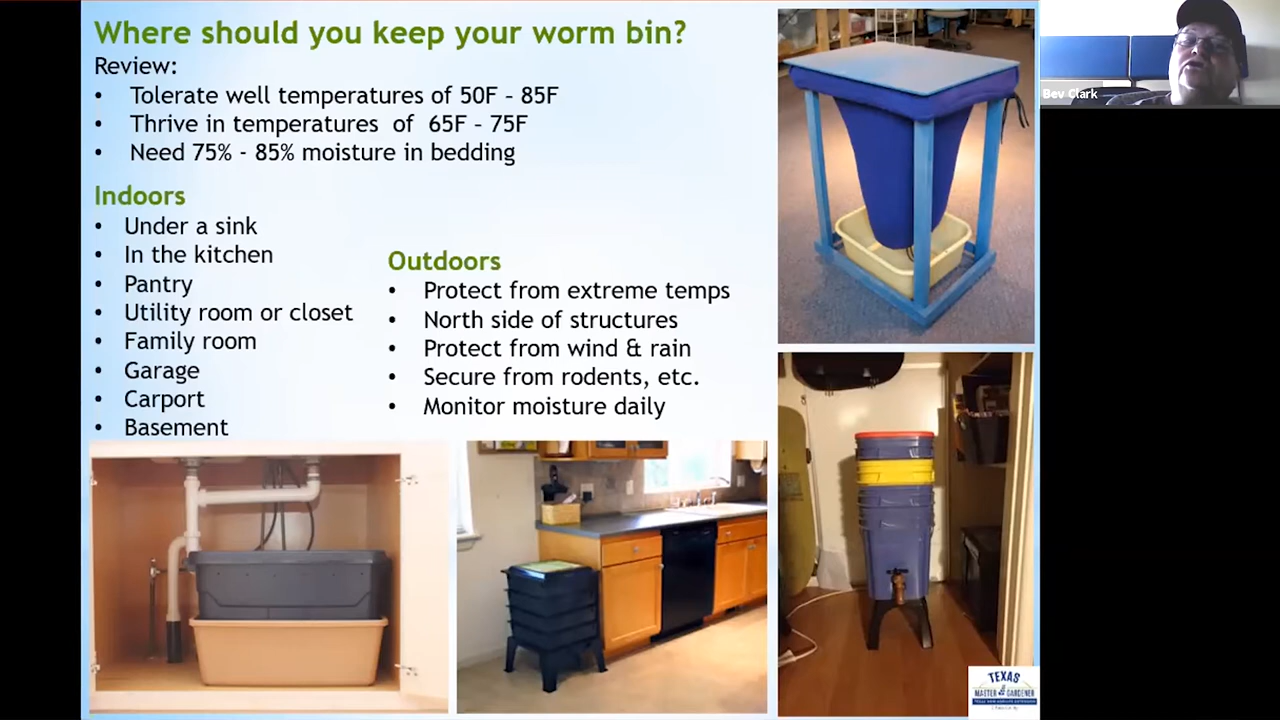 Where should you keep your worm bin?
Review:
• Tolerate well temperatures of 50F – 85F
• Thrive in temperatures of 65F – 75F
• Need 75% - 85% moisture in bedding
Indoors
• Under a sink
• In the kitchen
• Pantry
• Utility room or closet
• Family room
• Garage
• Carport
• Basement
Outdoors
• Protect from extreme temps
• North side of structures
• Protect from wind & rain
• Secure from rodents, etc.
• Monitor moisture daily
Bev Clark
TEXAS
MASTER GARDENER
TEXAS A&M AGRILIFE EXTENSION